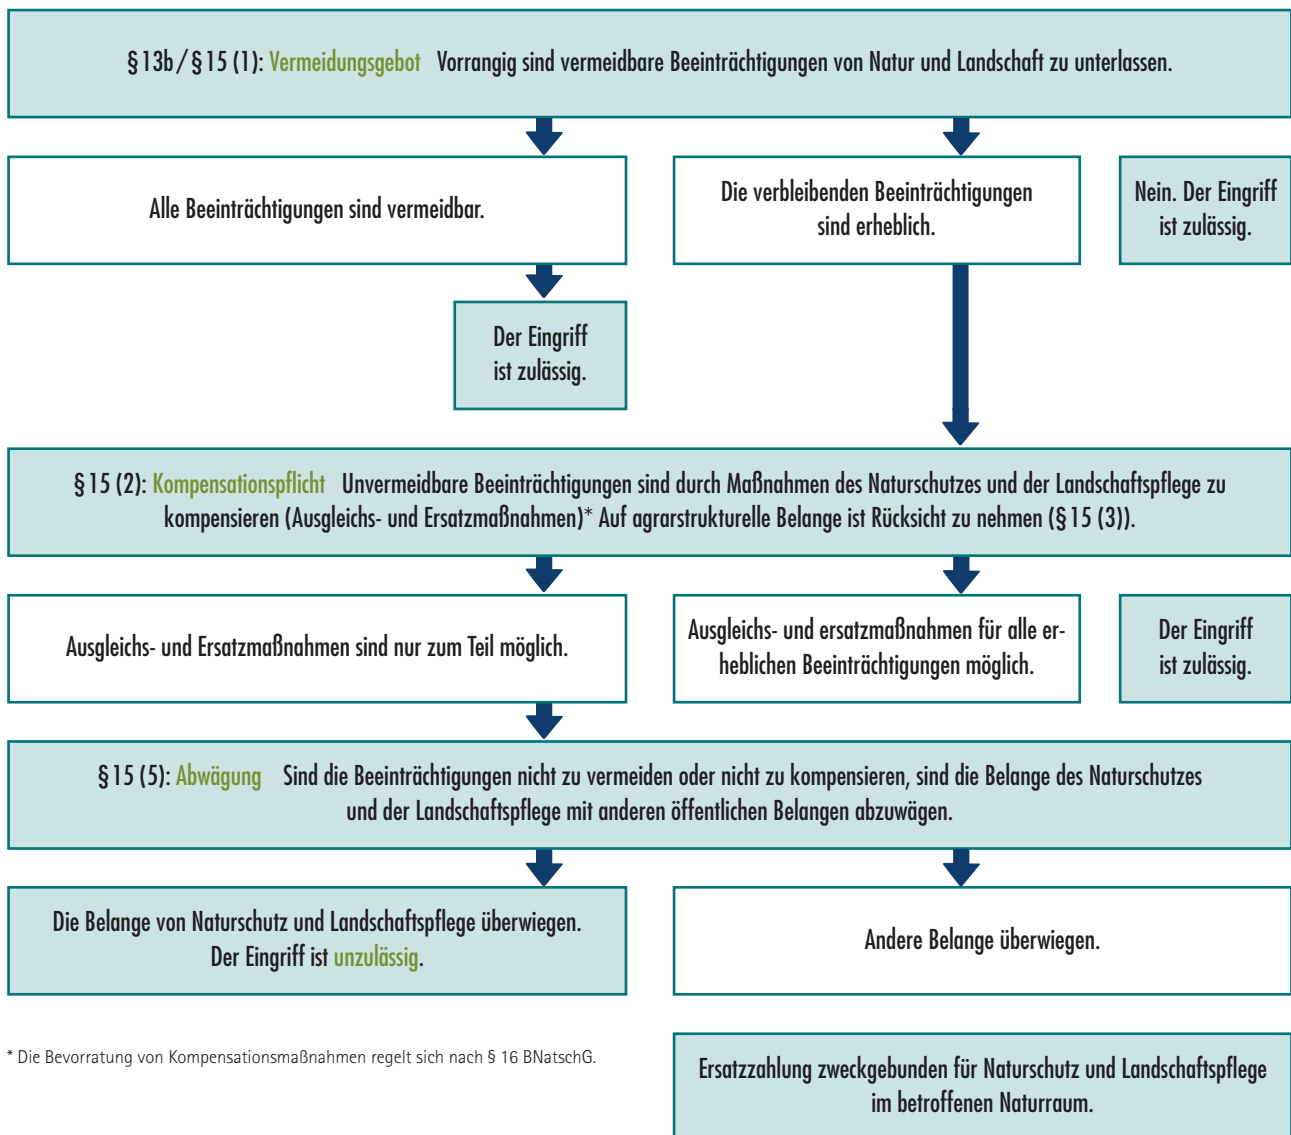 § 13b / § 15 (1): Vermeidungsgebot Vorrangig sind vermeidbare Beeinträchtigungen von Natur und Landschaft zu unterlassen.
Alle Beeinträchtigungen sind vermeidbar.
Die verbleibenden Beeinträchtigungen
sind erheblich.
Nein. Der Eingriff
ist zulässig.
Der Eingriff
ist zulässig.
§ 15 (2): Kompensationspflicht Unvermeidbare Beeinträchtigungen sind durch Maßnahmen des Naturschutzes und der Landschaftspflege zu
kompensieren (Ausgleichs- und Ersatzmaßnahmen)* Auf agrarstrukturelle Belange ist Rücksicht zu nehmen (§ 15 (3)).
Ausgleichs- und Ersatzmaßnahmen sind nur zum Teil möglich.
Ausgleichs- und ersatzmaßnahmen für alle er-
heblichen Beeinträchtigungen möglich.
Der Eingriff
ist zulässig.
§ 15 (5): Abwägung Sind die Beeinträchtigungen nicht zu vermeiden oder nicht zu kompensieren, sind die Belange des Naturschutzes
und der Landschaftspflege mit anderen öffentlichen Belangen abzuwägen.
Die Belange von Naturschutz und Landschaftspflege überwiegen.
Der Eingriff ist unzulässig.
Andere Belange überwiegen.
* Die Bevorratung von Kompensationsmaßnahmen regelt sich nach § 16 BNatschG.
Ersatzzahlung zweckgebunden für Naturschutz und Landschaftspflege
im betroffenen Naturraum.